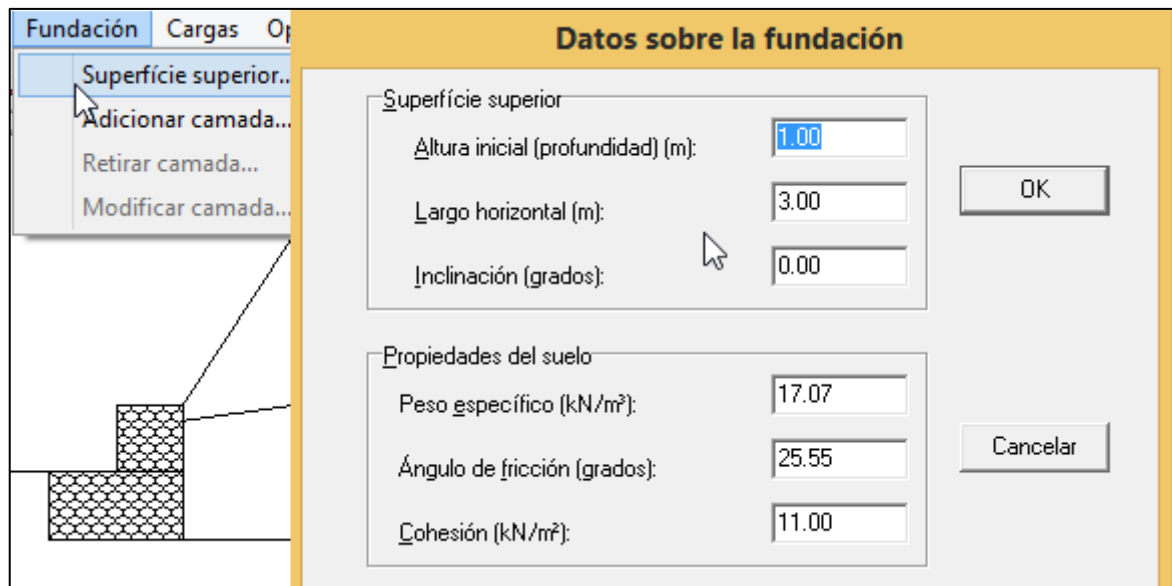 Fundación Cargas Op
Superfície superior..
Adicionar camada...
Retirar camada...
Modificar camada...
Datos sobre la fundación
Superfície superior
Altura inicial (profundidad) (m): 1.00
Largo horizontal (m): 3.00
Inclinación (grados): 0.00
OK
Propiedades del suelo
Peso específico (kN/m³): 17.07
Ángulo de fricción (grados): 25.55
Cohesión (kN/m²): 11.00
Cancelar